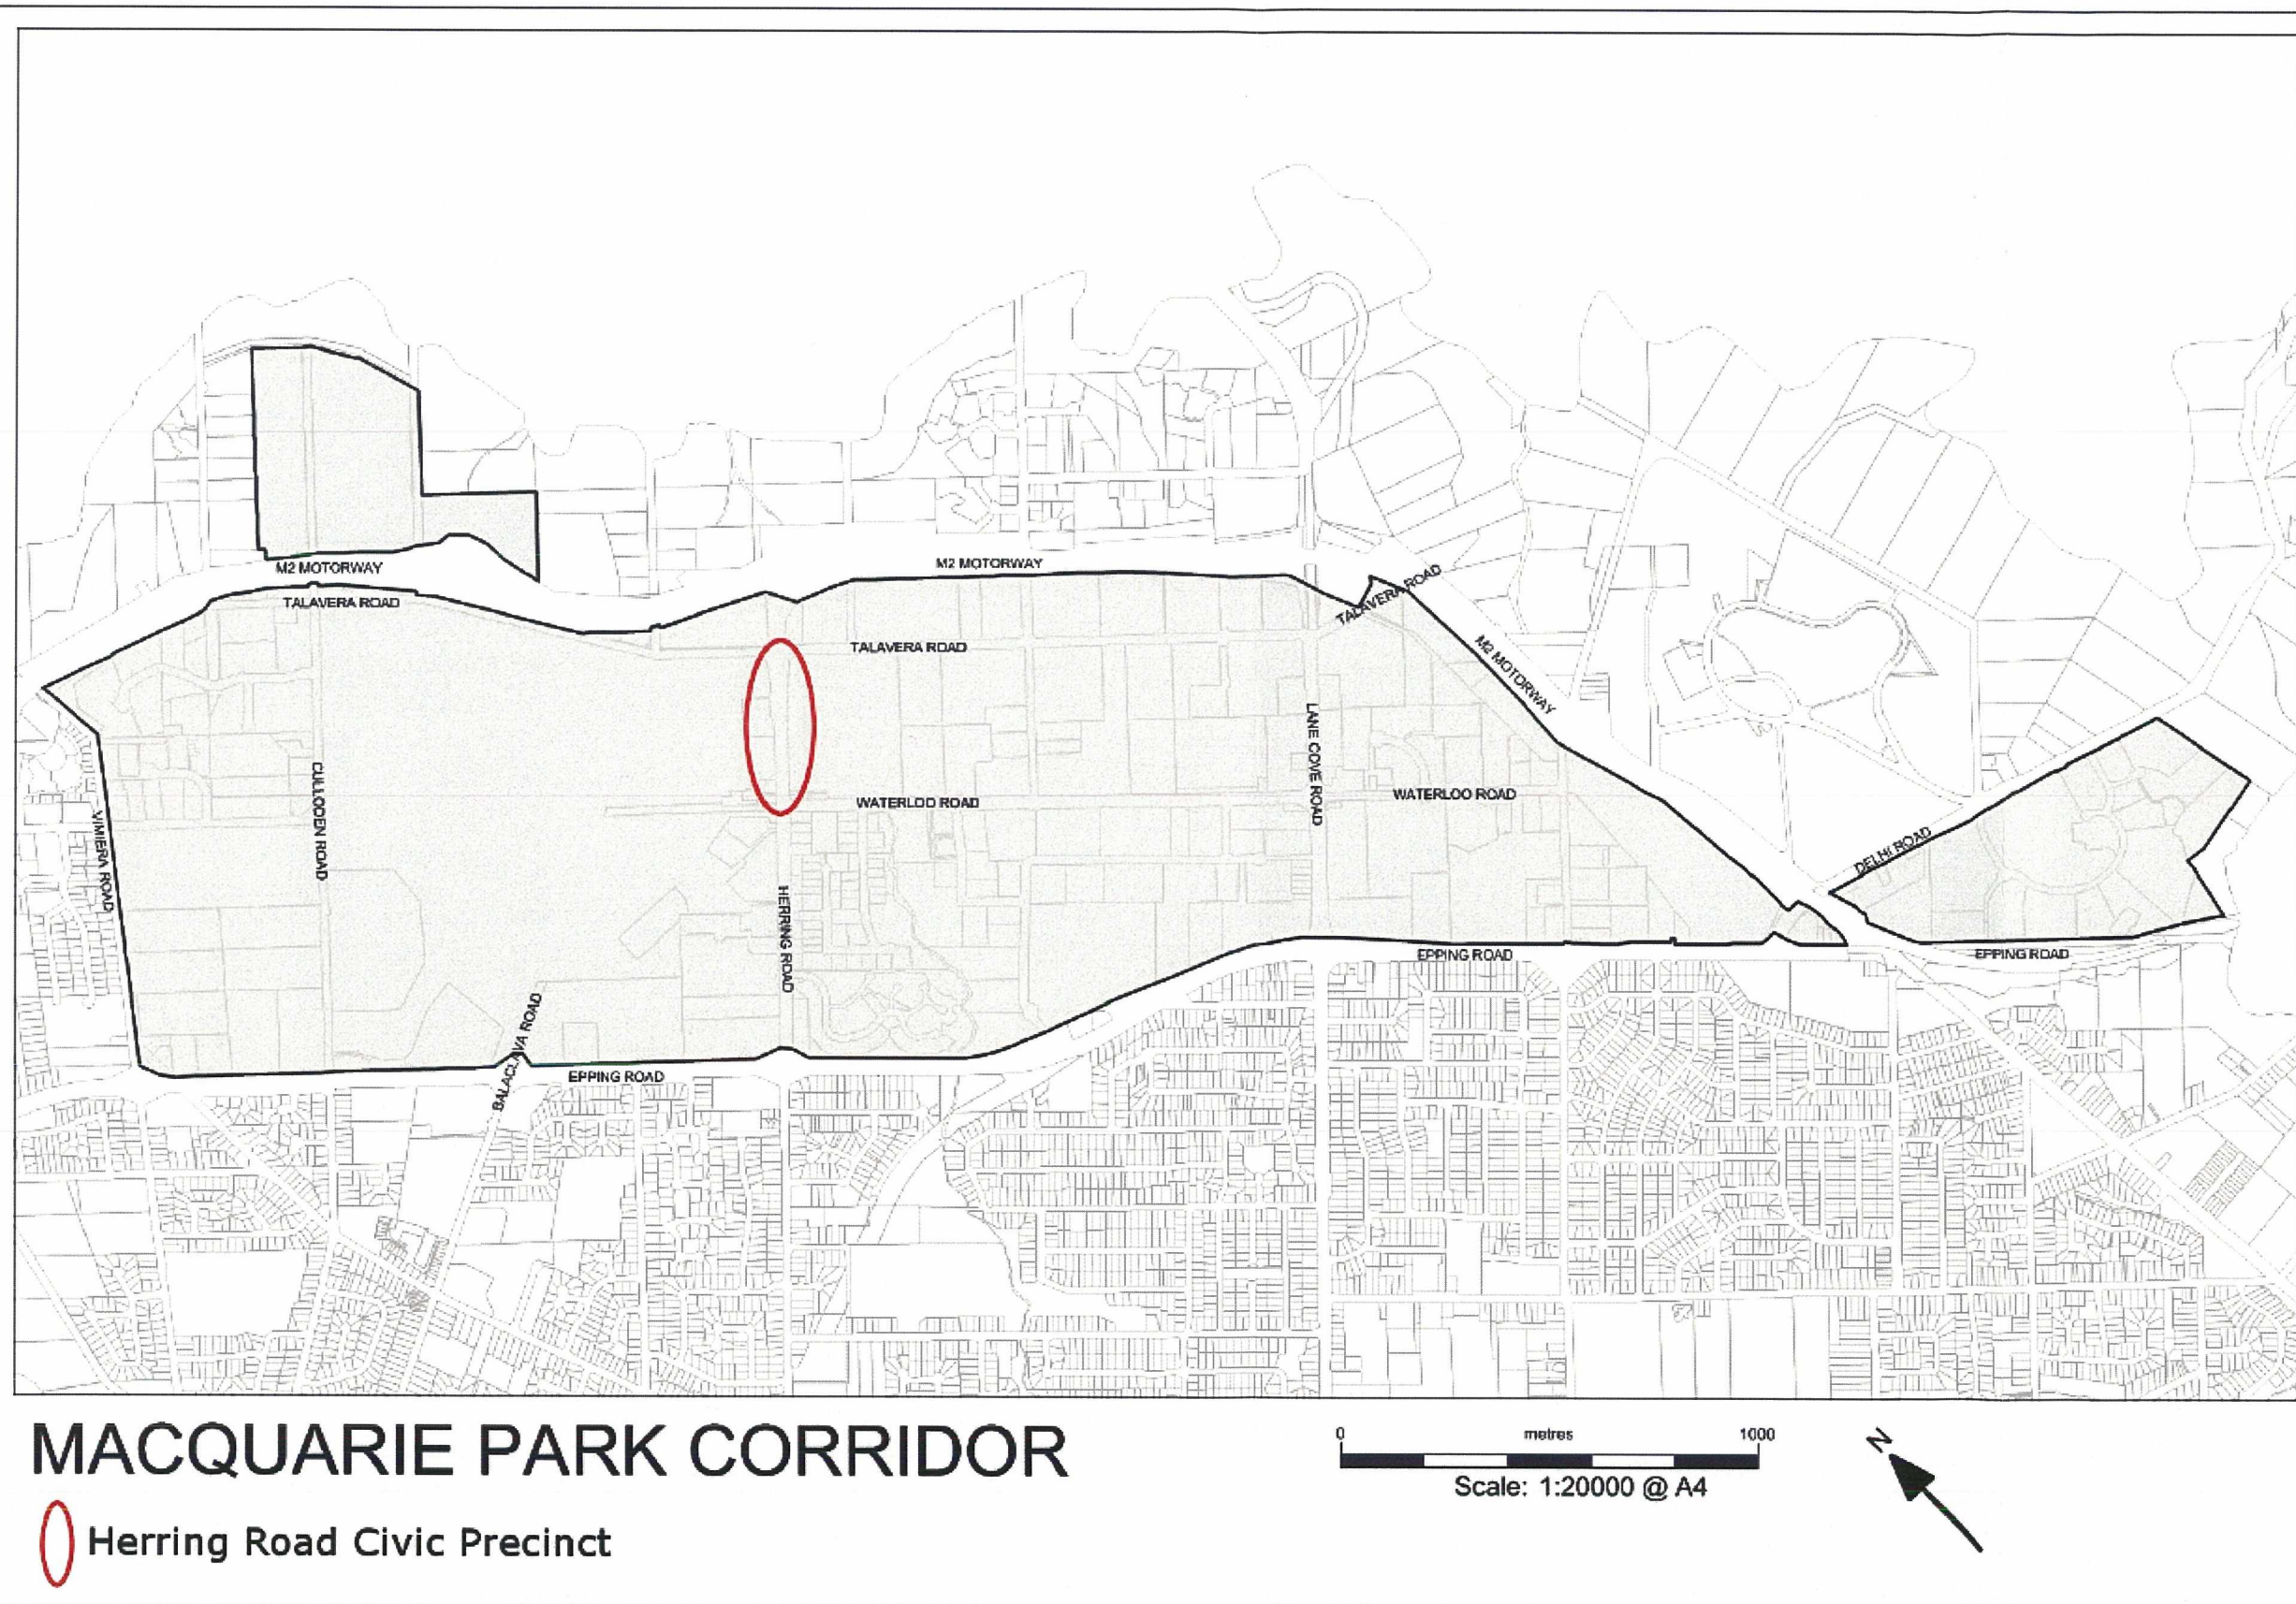 M2 MOTORWAY
M2 MOTORWAY
TALAVERA ROAD
TALAVERA ROAD
TALAVERA ROAD
M2 MOTORWAY
LANE COVE ROAD
CULLODEN ROAD
WATERLOO ROAD
WATERLOO ROAD
VIMIERA ROAD
DELHI ROAD
HERRING ROAD
EPPING ROAD
EPPING ROAD
BALACLAVA ROAD
EPPING ROAD
MACQUARIE PARK CORRIDOR
Herring Road Civic Precinct
0 metres 1000
Scale: 1:20000 @ A4
N